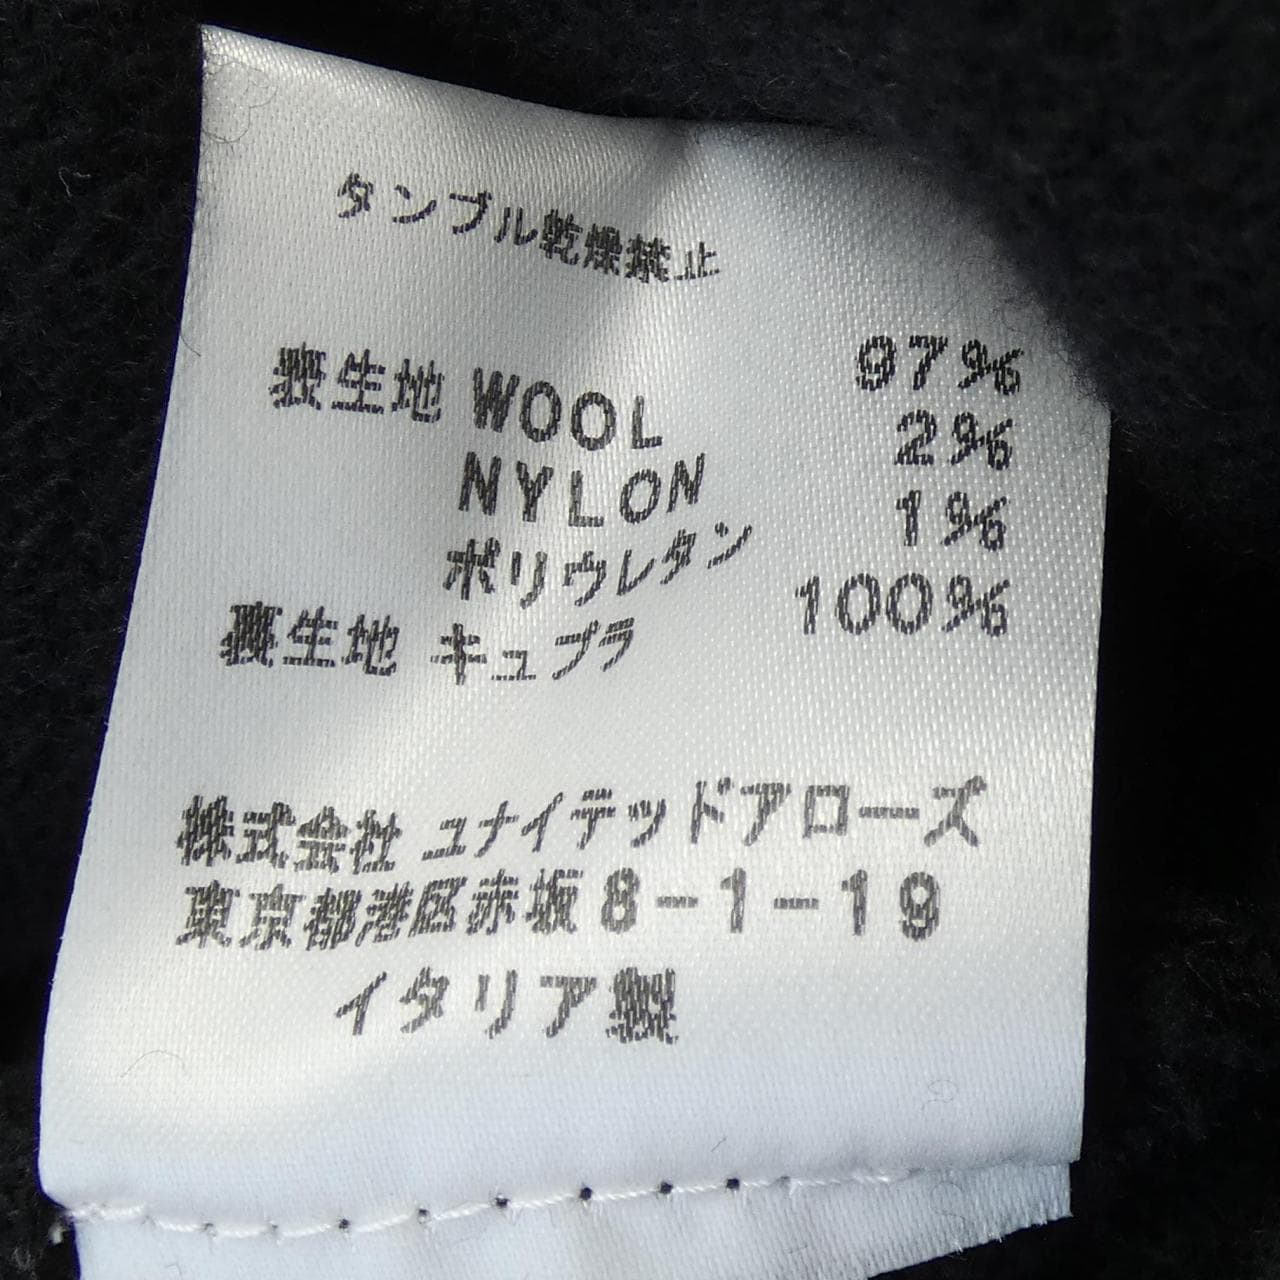 タンブル乾燥禁止
表生地 WOOL 97%
NYLON 2%
ポリウレタン 1%
裏生地 キュプラ 100%
株式会社 ユナイテッドアローズ
東京都港区赤坂8-1-19
イタリア製